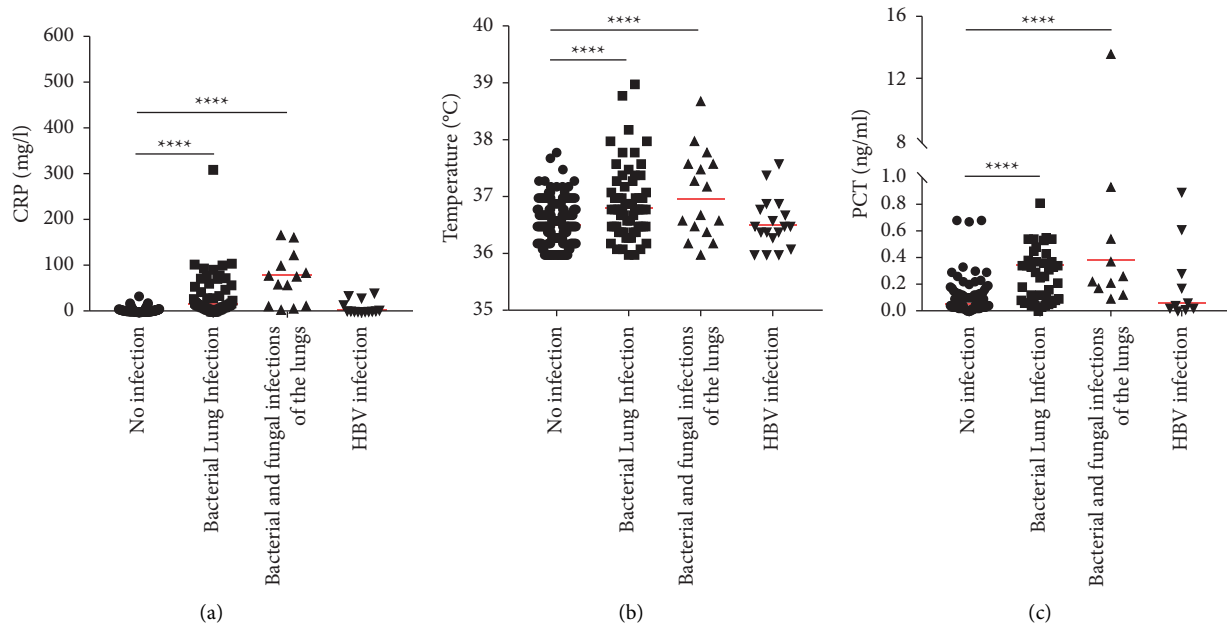 600
500
400
300
200
100
0
CRP (mg/l)
****
****
No infection
Bacterial Lung Infection
Bacterial and fungal infections
of the lungs
HBV infection
(a)
40
39
38
37
36
35
Temperature (°C)
****
****
No infection
Bacterial Lung Infection
Bacterial and fungal infections
of the lungs
HBV infection
(b)
16
12
8
1.0
0.8
0.6
0.4
0.2
0.0
PCT (ng/ml)
****
****
No infection
Bacterial Lung Infection
Bacterial and fungal infections
of the lungs
HBV infection
(c)